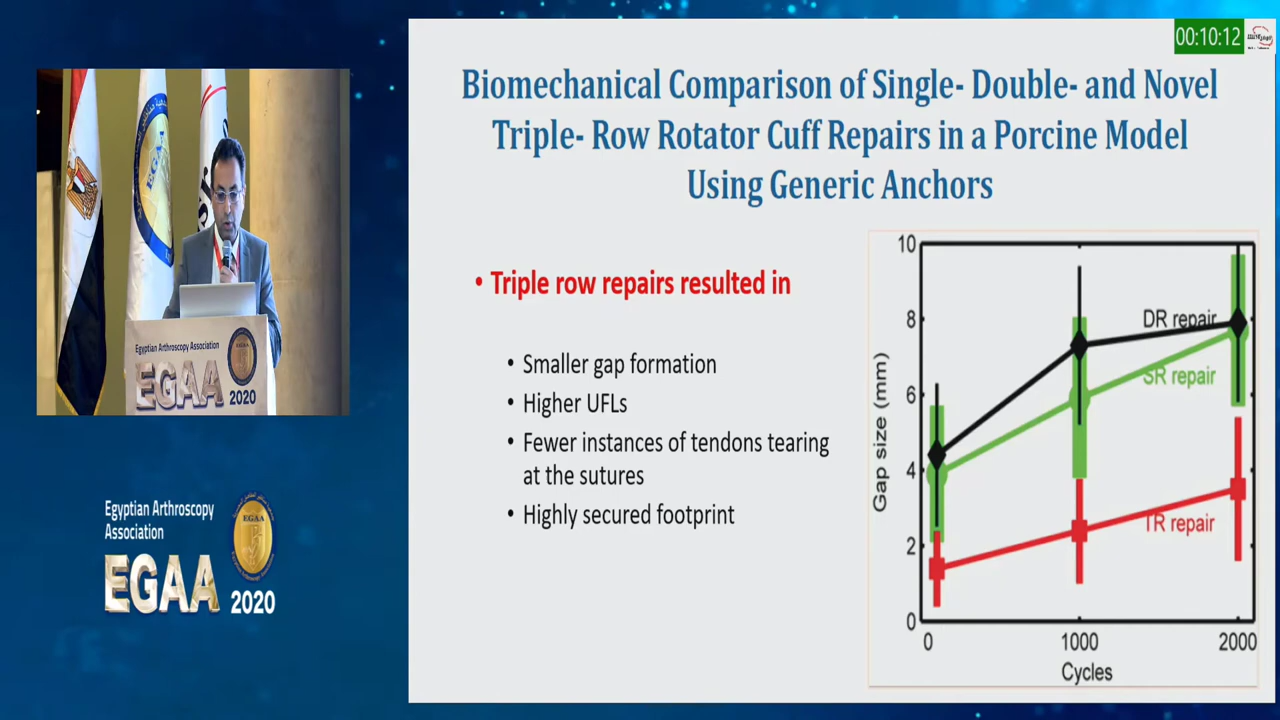 00:10:12
Biomechanical Comparison of Single- Double- and Novel
Triple- Row Rotator Cuff Repairs in a Porcine Model
Using Generic Anchors
• Triple row repairs resulted in
• Smaller gap formation
• Higher UFLs
• Fewer instances of tendons tearing
at the sutures
• Highly secured footprint
10
8
6
4
2
0
Gap size (mm)
DR repair
SR repair
TR repair
0
1000
2000
Cycles
Egyptian Arthroscopy Association
EGAA
2020
Egyptian Arthroscopy
Association
EGAA
EGAA
2020